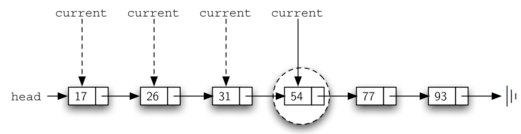 current current current current
head 17 26 31 54 77 93